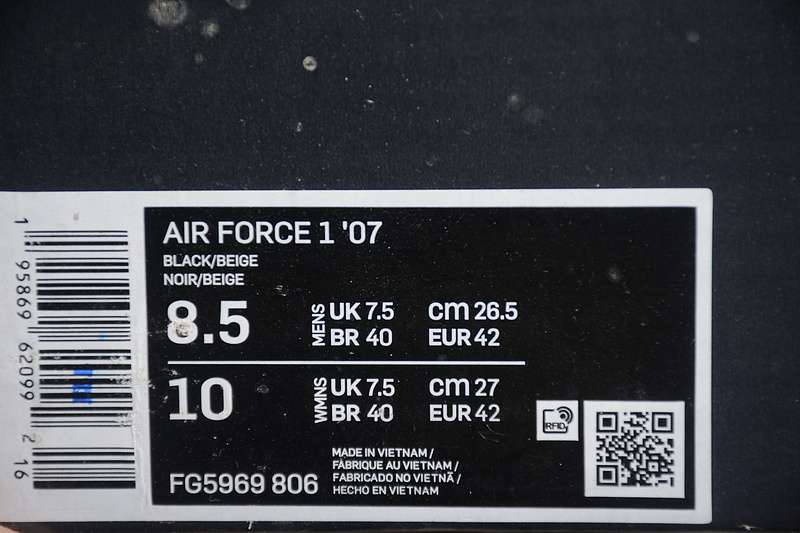 AIR FORCE 1 '07
BLACK/BEIGE
NOIR/BEIGE
8.5
MENS
UK 7.5
cm 26.5
BR 40
EUR 42
10
WMNS
UK 7.5
cm 27
BR 40
EUR 42
RFID
FG5969 806
MADE IN VIETNAM /
FABRIQUE AU VIETNAM /
FABRICADO NO VIETNÃ /
HECHO EN VIETNAM
1 95869 62099 2 16